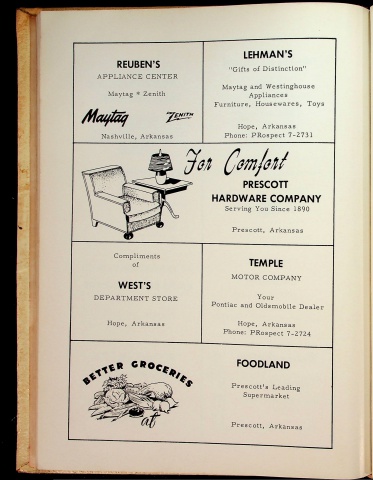 REUBEN'S
APPLIANCE CENTER
Maytag * Zenith
Maytag ZENITH
Nashville, Arkansas
LEHMAN'S
"Gifts of Distinction"
Maytag and Westinghouse
Appliances
Furniture, Housewares, Toys
Hope, Arkansas
Phone: PRospect 7-2731
For Comfort
PRESCOTT
HARDWARE COMPANY
Serving You Since 1890
Prescott, Arkansas
Compliments
of
WEST'S
DEPARTMENT STORE
Hope, Arkansas
TEMPLE
MOTOR COMPANY
Your
Pontiac and Oldsmobile Dealer
Hope, Arkansas
Phone: PRospect 7-2724
BETTER GROCERIES
at
FOODLAND
Prescott's Leading
Supermarket
Prescott, Arkansas